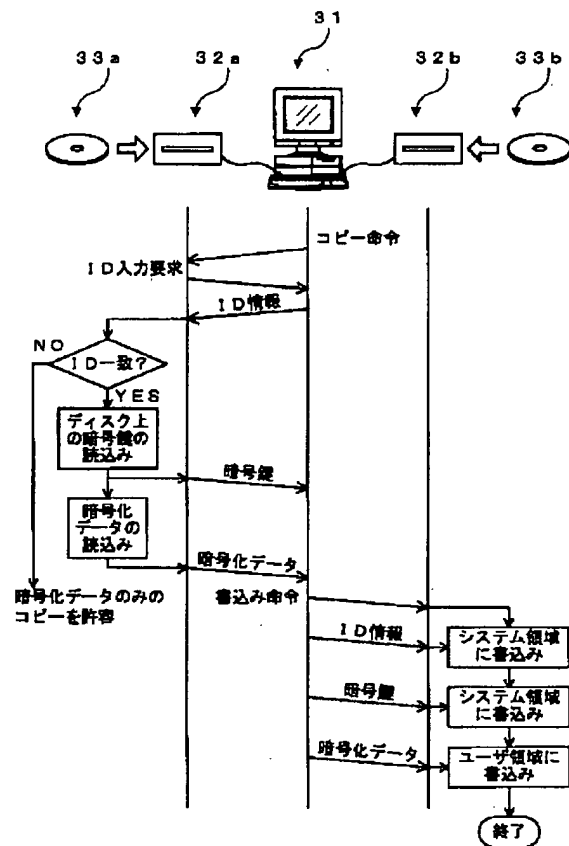 ３１
３３ａ
３２ａ
３２ｂ
３３ｂ
コピー命令
ＩＤ入力要求
ＩＤ情報
ＮＯ
ＩＤ一致？
ＹＥＳ
ディスク上
の暗号鍵の
読込み
暗号鍵
暗号化
データの
読込み
暗号化データ
暗号化データのみの
コピーを許容
書込み命令
ＩＤ情報
システム領域
に書込み
暗号鍵
システム領域
に書込み
暗号化データ
ユーザ領域に
書込み
終了